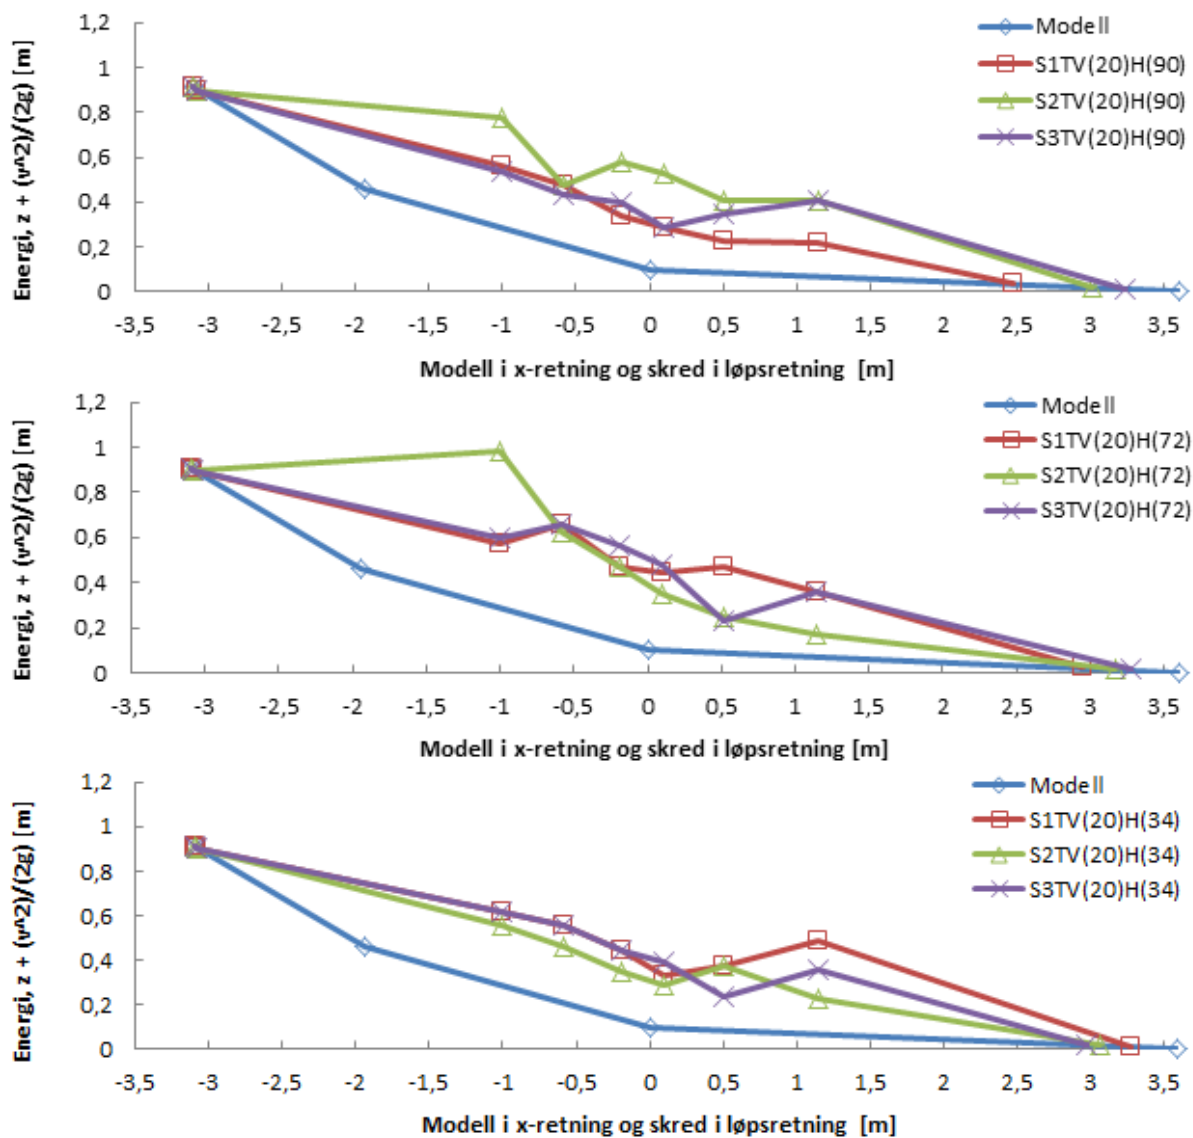 1,2
1
0,8
0,6
0,4
0,2
0
Energi, z + (v^2)/(2g) [m]
Modell
S1TV(20)H(90)
S2TV(20)H(90)
S3TV(20)H(90)
-3,5 -3 -2,5 -2 -1,5 -1 -0,5 0 0,5 1 1,5 2 2,5 3 3,5
Modell i x-retning og skred i løpsretning [m]
1,2
1
0,8
0,6
0,4
0,2
0
Energi, z + (v^2)/(2g) [m]
Modell
S1TV(20)H(72)
S2TV(20)H(72)
S3TV(20)H(72)
-3,5 -3 -2,5 -2 -1,5 -1 -0,5 0 0,5 1 1,5 2 2,5 3 3,5
Modell i x-retning og skred i løpsretning [m]
1,2
1
0,8
0,6
0,4
0,2
0
Energi, z + (v^2)/(2g) [m]
Modell
S1TV(20)H(34)
S2TV(20)H(34)
S3TV(20)H(34)
-3,5 -3 -2,5 -2 -1,5 -1 -0,5 0 0,5 1 1,5 2 2,5 3 3,5
Modell i x-retning og skred i løpsretning [m]